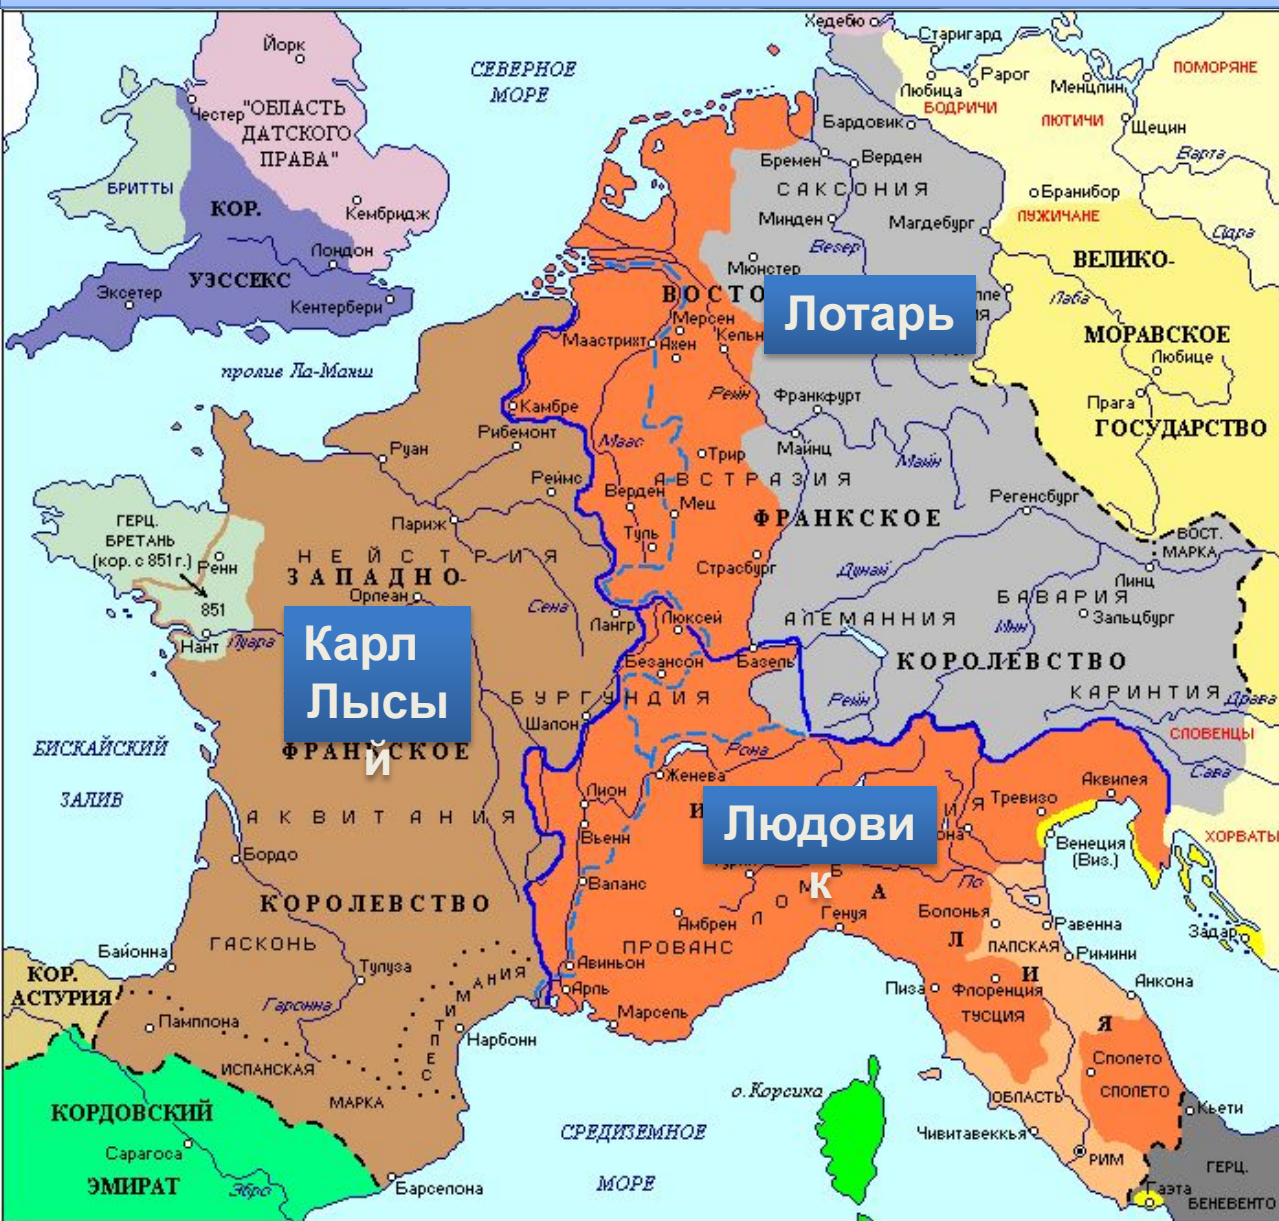 Хедебю
Старигард
Йорк
СЕВЕРНОЕ
МОРЕ
Любица
Рарог
Менцлин
ПОМОРЯНЕ
БОДРИЧИ
ЛЮТИЧИ
Щецин
Честер
"ОБЛАСТЬ
ДАТСКОГО
ПРАВА"
Бардовик
Варта
Бремен
Верден
САКСОНИЯ
БРИТТЫ
КОР.
УЭССЕКС
Кембридж
Лондон
Бранибор
ЛУЖИЧАНЕ
Минден
Магдебург
Везер
Одра
Мюнстер
ВЕЛИКО-
МОРАВСКОЕ
ГОСУДАРСТВО
Эксетер
Кентербери
ВОСТО
Лотарь
лле
ИЯ
Лаба
Мерсен
Маастрихт
Ахен
Кельн
Любице
Прага
пролив Ла-Манш
Камбре
Рейн
Франкфурт
Рибемонт
Руан
Маас
Майнц
Майн
Трир
Реймс
АВСТРАЗИЯ
Верден
Мец
Регенсбург
ГЕРЦ.
БРЕТАНЬ
(кор. с 851 г.)
Ренн
851
Париж
Туль
ФРАНКСКОЕ
ВОСТ.
МАРКА
НЕЙСТРИЯ
ЗАПАДНО-
Орлеан
Страсбург
Дунай
Линц
БАВАРИЯ
Сена
Лангр
Люксей
АЛЕМАННИЯ
Инн
Зальцбург
Нант
Луара
Карл
Лысы
й
Безансон
Базель
КОРОЛЕВСТВО
БУРГУНДИЯ
Рейн
КАРИНТИЯ
Драва
Шалон
СЛОВЕНЦЫ
БИСКАЙСКИЙ
ЗАЛИВ
ФРАНКСКОЕ
Рона
Женева
Сава
Аквилея
Лион
И
Людови
к
ИЯ
Тревизо
АКВИТАНИЯ
Вьенн
она
Венеция
(Виз.)
ХОРВАТЫ
Бордо
Валанс
Л О М Б
А
По
КОРОЛЕВСТВО
Амбрен
Генуя
Болонья
Равенна
ГАСКОНЬ
ПРОВАНС
Л
ПАПСКАЯ
Римини
Задар
Байонна
КОР.
АСТУРИЯ
Тулуза
СЕПТИМАНИЯ
Авиньон
И
Арль
Пиза
Флоренция
Анкона
Гаронна
Памплона
Марсель
ТУСЦИЯ
Я
Нарбонн
ИСПАНСКАЯ
МАРКА
Сполето
СПОЛЕТО
о. Корсика
ОБЛАСТЬ
КОРДОВСКИЙ
ЭМИРАТ
Сарагоса
Кьети
СРЕДИЗЕМНОЕ
МОРЕ
Чивитавеккья
РИМ
ГЕРЦ.
БЕНЕВЕНТО
Эбро
Барселона
Гаэта